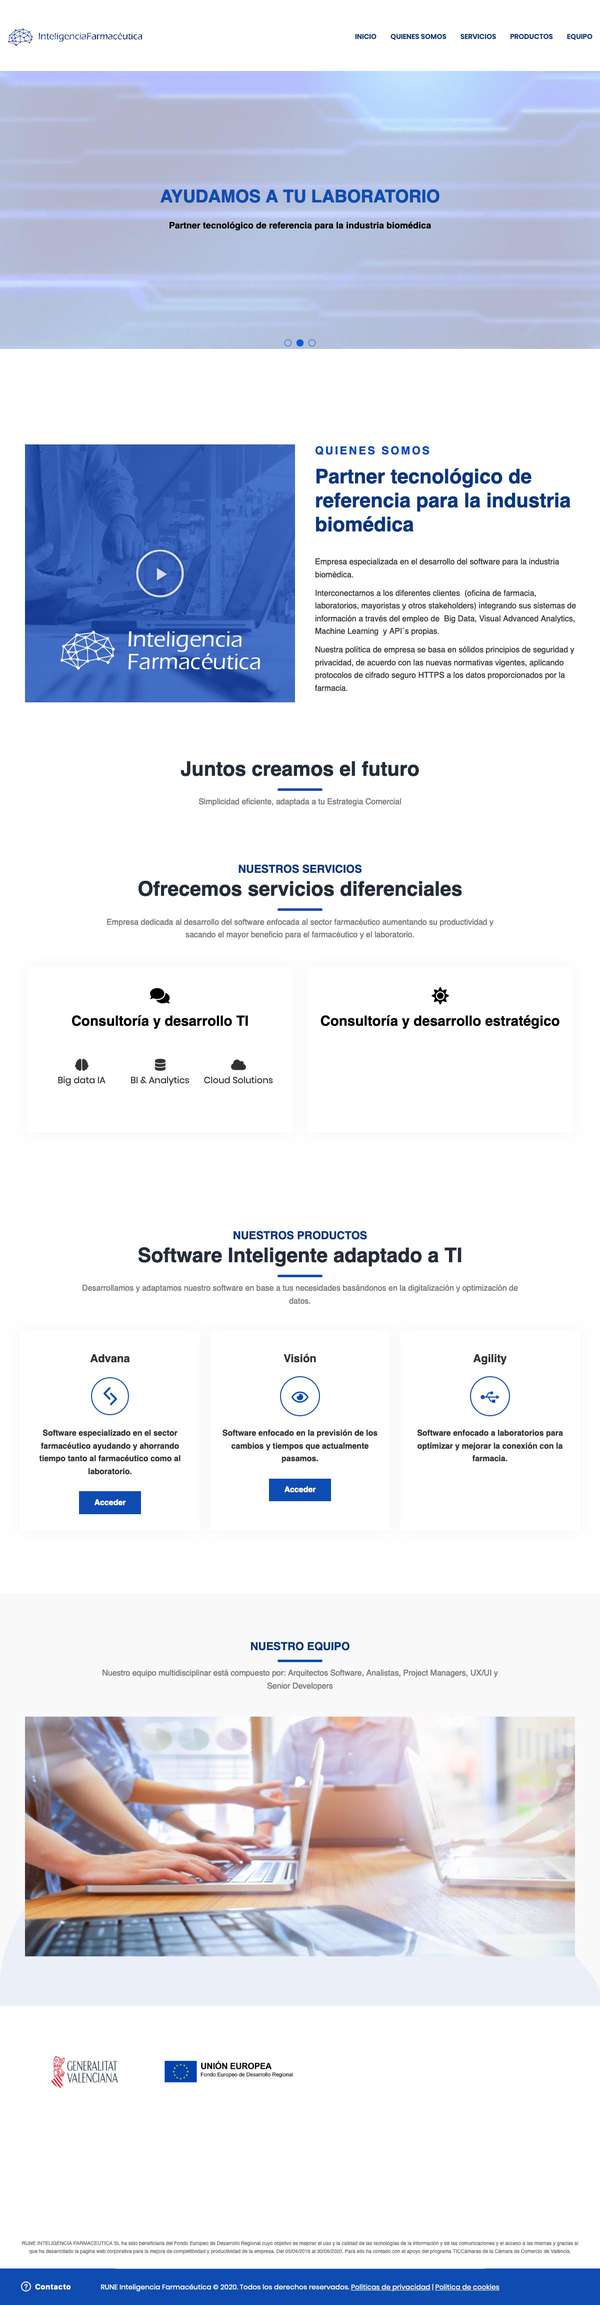 InteligenciaFarmacéutica
INICIO QUIENES SOMOS SERVICIOS PRODUCTOS EQUIPO
AYUDAMOS A TU LABORATORIO
Partner tecnológico de referencia para la industria biomédica
Inteligencia
Farmacéutica
QUIENES SOMOS
Partner tecnológico de
referencia para la industria
biomédica
Empresa especializada en el desarrollo del software para la industria
biomédica.
Interconectamos a los diferentes clientes (oficina de farmacia,
laboratorios, mayoristas y otros stakeholders) integrando sus sistemas de
información a través del empleo de Big Data, Visual Advanced Analytics,
Machine Learning y API´s propias.
Nuestra política de empresa se basa en sólidos principios de seguridad y
privacidad, de acuerdo con las nuevas normativas vigentes, aplicando
protocolos de cifrado seguro HTTPS a los datos proporcionados por la
farmacia.
Juntos creamos el futuro
Simplicidad eficiente, adaptada a tu Estrategia Comercial
NUESTROS SERVICIOS
Ofrecemos servicios diferenciales
Empresa dedicada al desarrollo del software enfocada al sector farmacéutico aumentando su productividad y
sacando el mayor beneficio para el farmacéutico y el laboratorio.
Consultoría y desarrollo TI
Big data IA BI & Analytics Cloud Solutions
Consultoría y desarrollo estratégico
NUESTROS PRODUCTOS
Software Inteligente adaptado a TI
Desarrollamos y adaptamos nuestro software en base a tus necesidades basándonos en la digitalización y optimización de
datos.
Advana
Software especializado en el sector
farmacéutico ayudando y ahorrando
tiempo tanto al farmacéutico como al
laboratorio.
Acceder
Visión
Software enfocado en la previsión de los
cambios y tiempos que actualmente
pasamos.
Acceder
Agility
Software enfocado a laboratorios para
optimizar y mejorar la conexión con la
farmacia.
NUESTRO EQUIPO
Nuestro equipo multidisciplinar está compuesto por: Arquitectos Software, Analistas, Project Managers, UX/UI y
Senior Developers
GENERALITAT
VALENCIANA
UNIÓN EUROPEA
Fondo Europeo de Desarrollo Regional
RUNE INTELIGENCIA FARMACEUTICA SL ha sido beneficiaria del Fondo Europeo de Desarrollo Regional cuyo objetivo es mejorar el uso y la calidad de las tecnologías de la información y de las comunicaciones y el acceso a las mismas y gracias al
que ha desarrollado la pagina web corporativa para la mejora de competitividad y productividad de la empresa. Del 05/04/2019 al 30/06/2020. Para ello ha contado con el apoyo del programa TICCámaras de la Cámara de Comercio de Valencia.
Contacto
RUNE Inteligencia Farmacéutica © 2020. Todos los derechos reservados. Políticas de privacidad | Política de cookies